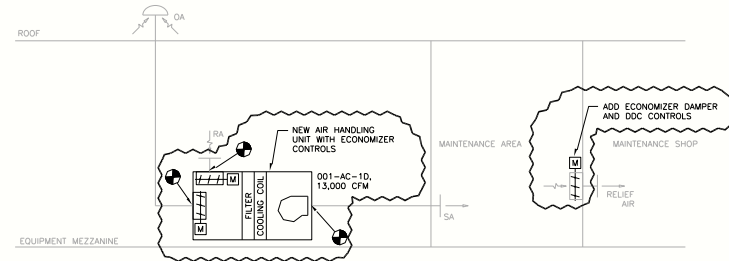 OA
ROOF
RA
NEW AIR HANDLING
UNIT WITH ECONOMIZER
CONTROLS
001-AC-1D,
13,000 CFM
M
M
FILTER
COOLING COIL
SA
EQUIPMENT MEZZANINE
MAINTENANCE AREA
ADD ECONOMIZER DAMPER
AND DDC CONTROLS
MAINTENANCE SHOP
M
RELIEF
AIR